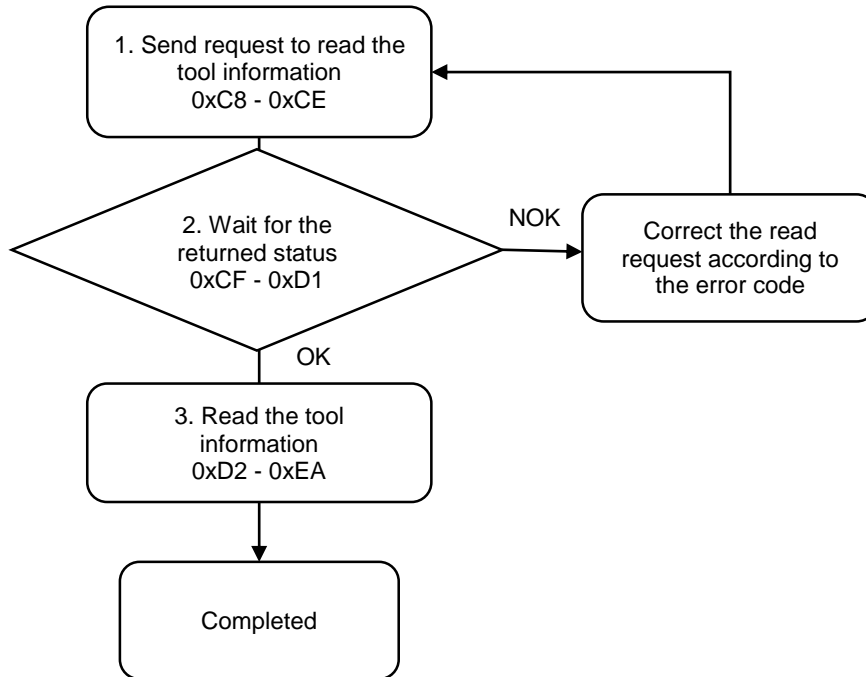 1. Send request to read the
tool information
0xC8 - 0xCE
2. Wait for the
returned status
0xCF - 0xD1
NOK
Correct the read
request according to
the error code
OK
3. Read the tool
information
0xD2 - 0xEA
Completed